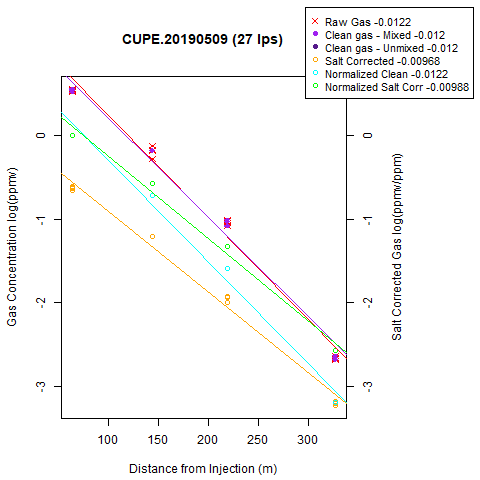 Raw Gas -0.0122
Clean gas - Mixed -0.012
Clean gas - Unmixed -0.012
Salt Corrected -0.00968
Normalized Clean -0.0122
Normalized Salt Corr -0.00988
CUPE.20190509 (27 lps)
Gas Concentration log(ppmv)
0
-1
-2
-3
0
-1
-2
-3
Salt Corrected Gas log(ppmv/ppm)
100 150 200 250 300
Distance from Injection (m)